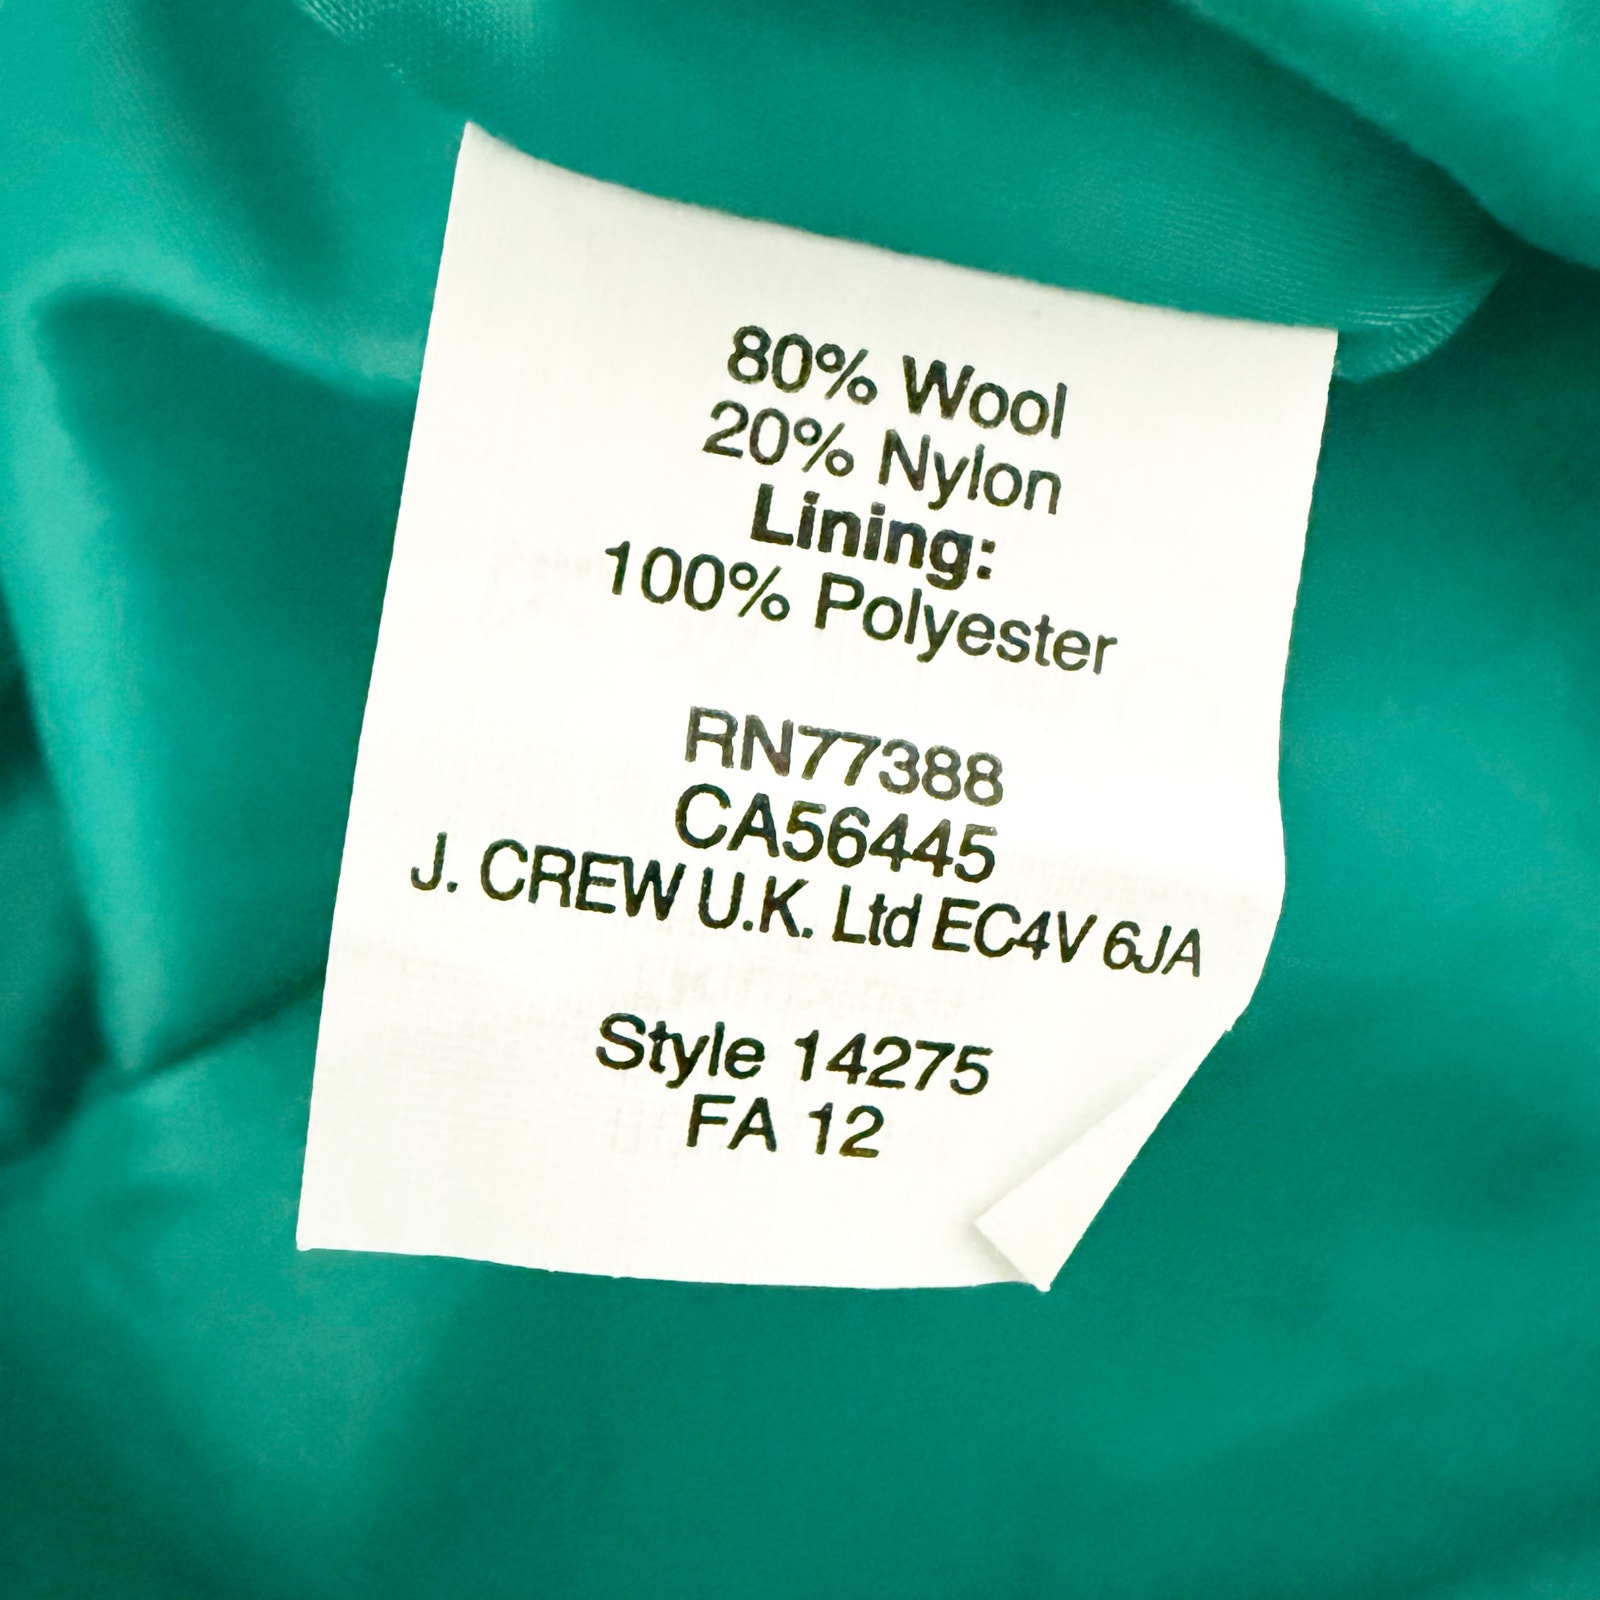 80% Wool
20% Nylon
Lining:
100% Polyester
RN77388
CA56445
J. CREW U.K. Ltd EC4V 6JA
Style 14275
FA 12